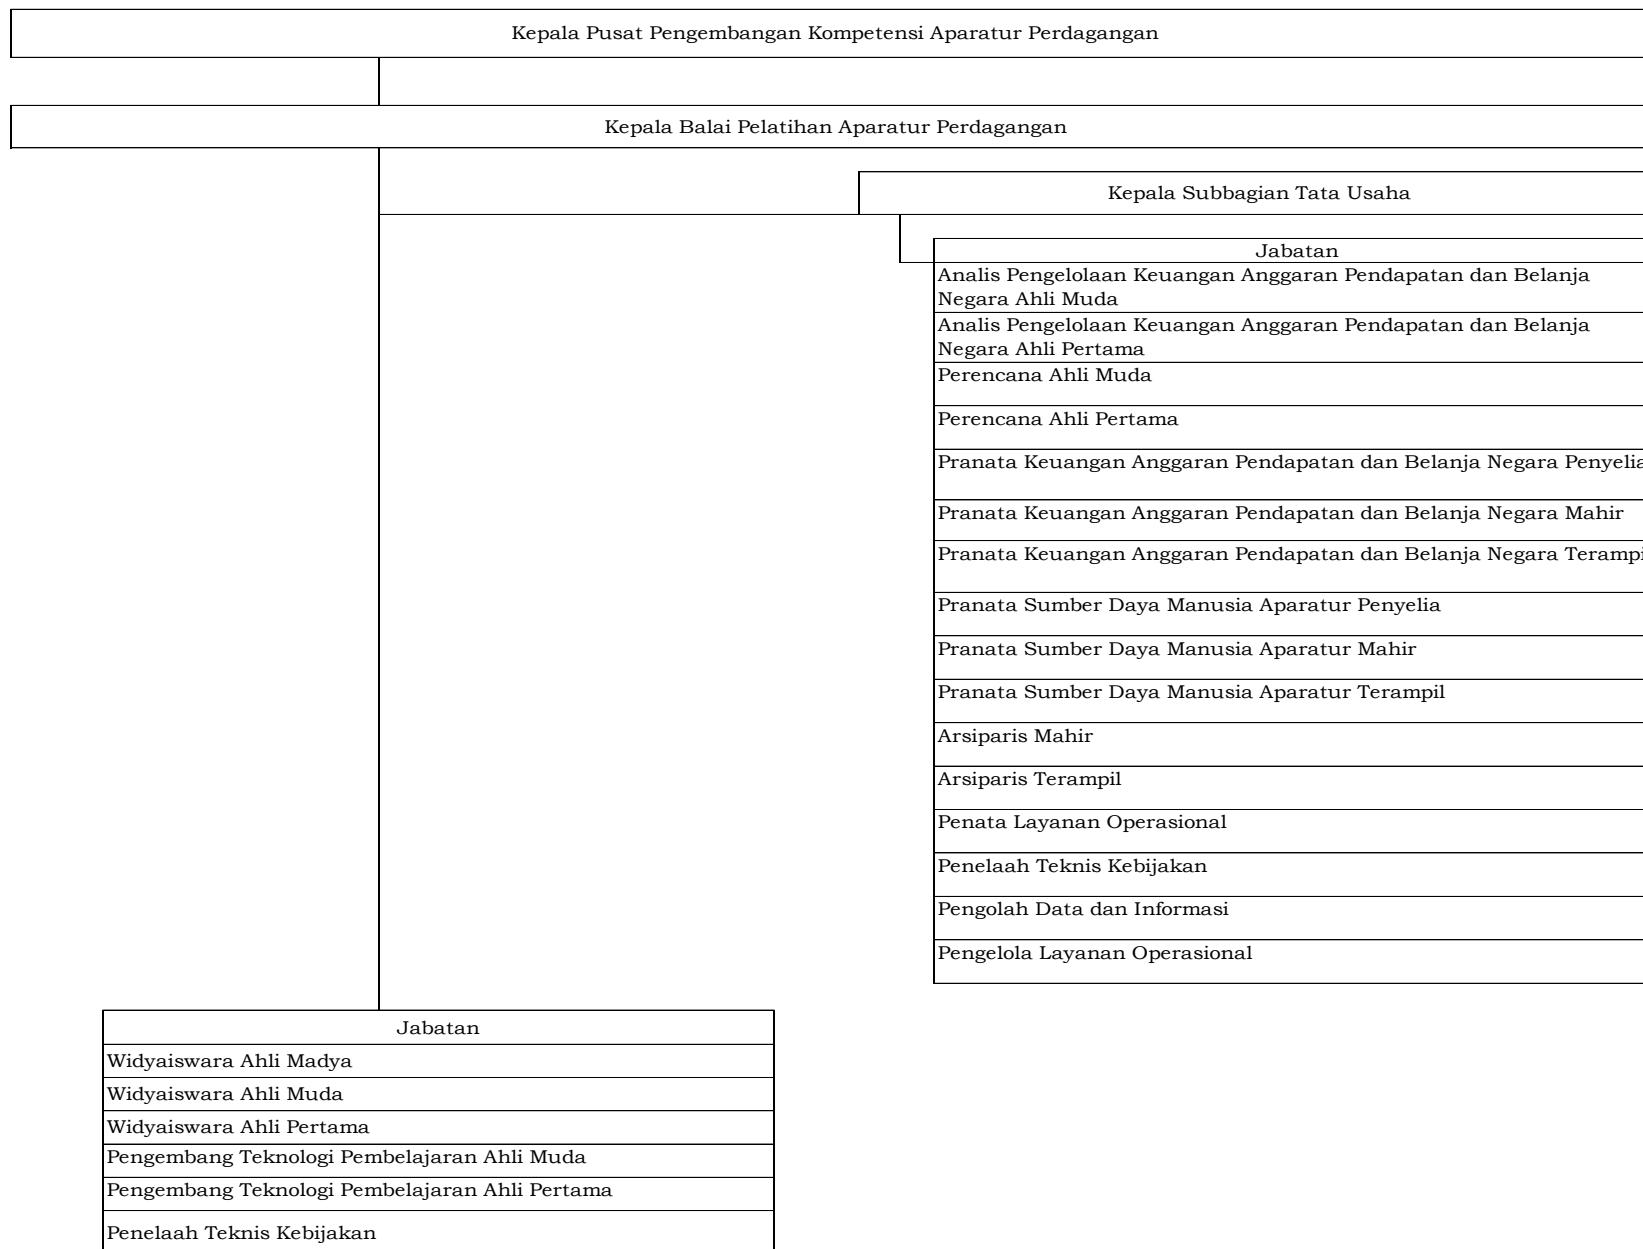 Kepala Pusat Pengembangan Kompetensi Aparatur Perdagangan
Kepala Balai Pelatihan Aparatur Perdagangan
Kepala Subbagian Tata Usaha
Jabatan
Analis Pengelolaan Keuangan Anggaran Pendapatan dan Belanja
Negara Ahli Muda
Analis Pengelolaan Keuangan Anggaran Pendapatan dan Belanja
Negara Ahli Pertama
Perencana Ahli Muda
Perencana Ahli Pertama
Pranata Keuangan Anggaran Pendapatan dan Belanja Negara Penyelia
Pranata Keuangan Anggaran Pendapatan dan Belanja Negara Mahir
Pranata Keuangan Anggaran Pendapatan dan Belanja Negara Terampi
Pranata Sumber Daya Manusia Aparatur Penyelia
Pranata Sumber Daya Manusia Aparatur Mahir
Pranata Sumber Daya Manusia Aparatur Terampil
Arsiparis Mahir
Arsiparis Terampil
Penata Layanan Operasional
Penelaah Teknis Kebijakan
Pengolah Data dan Informasi
Pengelola Layanan Operasional
Jabatan
Widyaiswara Ahli Madya
Widyaiswara Ahli Muda
Widyaiswara Ahli Pertama
Pengembang Teknologi Pembelajaran Ahli Muda
Pengembang Teknologi Pembelajaran Ahli Pertama
Penelaah Teknis Kebijakan